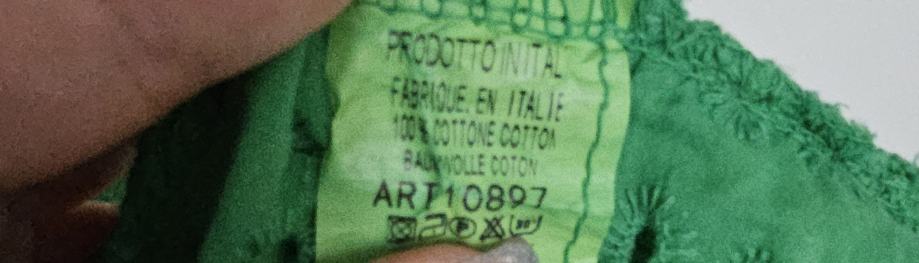 PRODOTTO IN ITAL
FABRIQUE. EN ITALIE
100% COTTONE COTTON
BAUMWOLLE COTON
ART10897